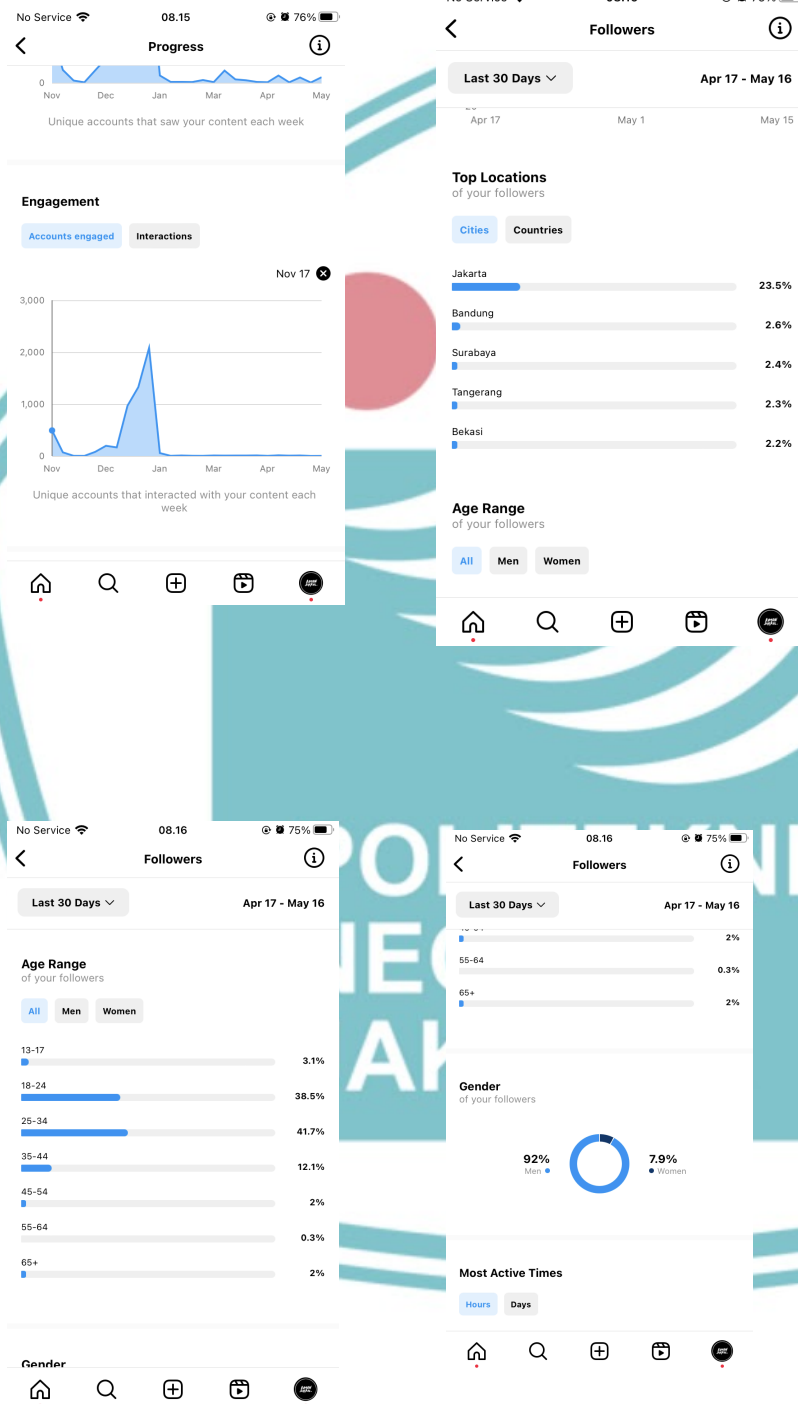 No Service 08.15 76%
Progress
0
Nov Dec Jan Mar Apr May
Unique accounts that saw your content each week
Engagement
Accounts engaged Interactions
Nov 17
3,000
2,000
1,000
0
Nov Dec Jan Mar Apr May
Unique accounts that interacted with your content each
week
Followers
Last 30 Days Apr 17 - May 16
Apr 17 May 1 May 15
Top Locations
of your followers
Cities Countries
Jakarta
23.5%
Bandung
2.6%
Surabaya
2.4%
Tangerang
2.3%
Bekasi
2.2%
Age Range
of your followers
All Men Women
No Service 08.16 75%
Followers
Last 30 Days Apr 17 - May 16
Age Range
of your followers
All Men Women
13-17
3.1%
18-24
38.5%
25-34
41.7%
35-44
12.1%
45-54
2%
55-64
0.3%
65+
2%
Gender
No Service 08.16 75%
Followers
Last 30 Days Apr 17 - May 16
2%
55-64
0.3%
65+
2%
Gender
of your followers
92% 7.9%
Men Women
Most Active Times
Hours Days